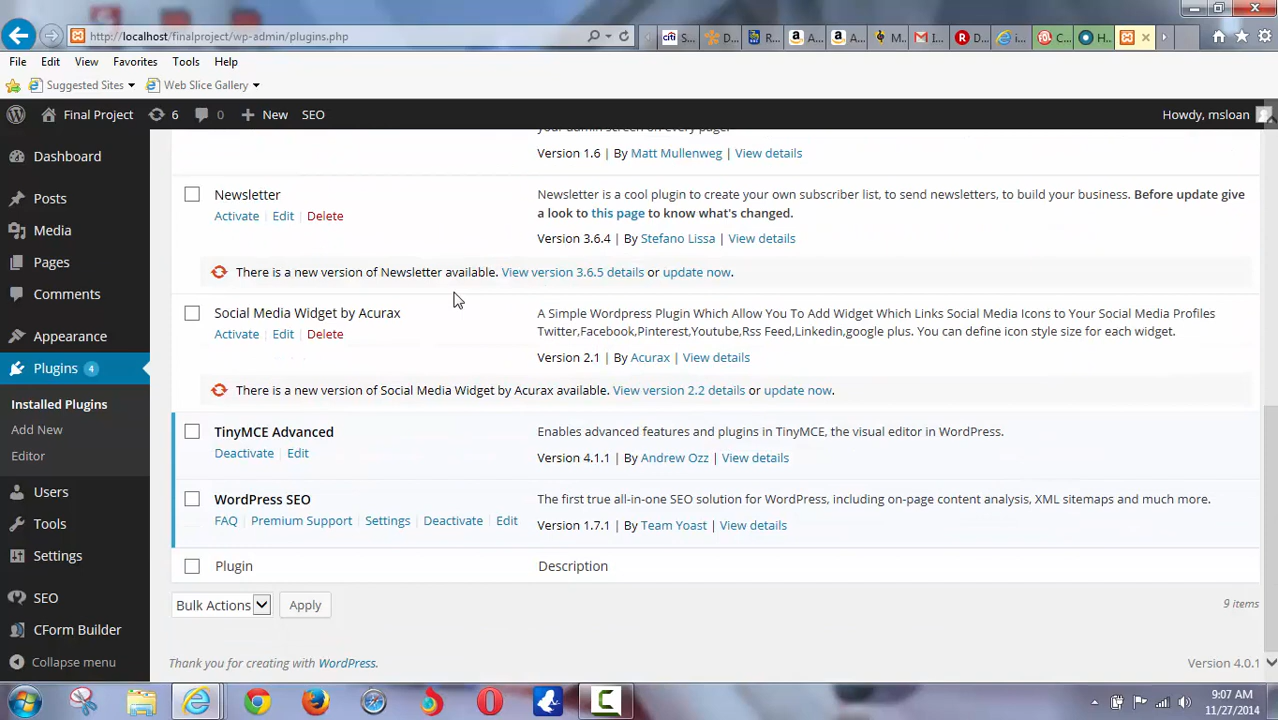 http://localhost/finalproject/wp-admin/plugins.php
S...
D...
R...
A...
A...
M...
I...
D...
i...
C...
H...
File Edit View Favorites Tools Help
Suggested Sites Web Slice Gallery
Final Project 6 0 New SEO Howdy, msloan
your admin screen on every page.
Version 1.6 | By Matt Mullenweg | View details
Dashboard
Posts
Media
Pages
Comments
Appearance
Plugins 4
Installed Plugins
Add New
Editor
Users
Tools
Settings
SEO
CForm Builder
Collapse menu
Newsletter
Activate | Edit | Delete
Newsletter is a cool plugin to create your own subscriber list, to send newsletters, to build your business. Before update give
a look to this page to know what's changed.
Version 3.6.4 | By Stefano Lissa | View details
There is a new version of Newsletter available. View version 3.6.5 details or update now.
Social Media Widget by Acurax
Activate | Edit | Delete
A Simple Wordpress Plugin Which Allow You To Add Widget Which Links Social Media Icons to Your Social Media Profiles
Twitter,Facebook,Pinterest,Youtube,Rss Feed,Linkedin,google plus. You can define icon style size for each widget.
Version 2.1 | By Acurax | View details
There is a new version of Social Media Widget by Acurax available. View version 2.2 details or update now.
TinyMCE Advanced
Deactivate | Edit
Enables advanced features and plugins in TinyMCE, the visual editor in WordPress.
Version 4.1.1 | By Andrew Ozz | View details
WordPress SEO
FAQ | Premium Support | Settings | Deactivate | Edit
The first true all-in-one SEO solution for WordPress, including on-page content analysis, XML sitemaps and much more.
Version 1.7.1 | By Team Yoast | View details
Plugin Description
Bulk Actions Apply 9 items
Thank you for creating with WordPress. Version 4.0.1
9:07 AM
11/27/2014